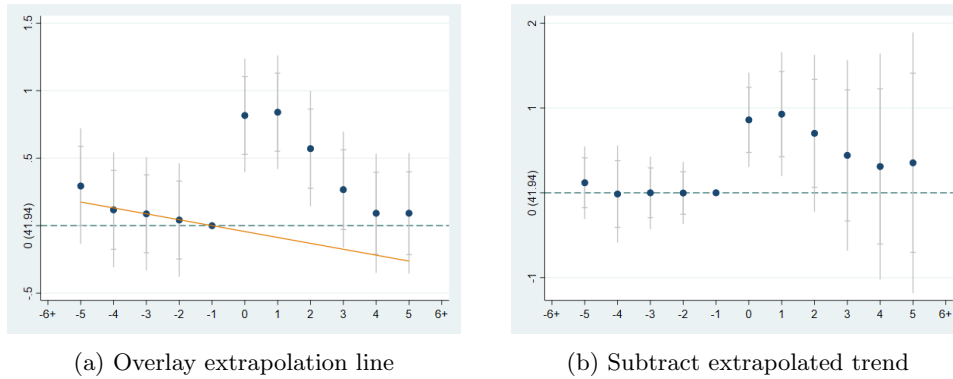 1.5
1
.5
0 (41.94)
-.5
-6+ -5 -4 -3 -2 -1 0 1 2 3 4 5 6+
(a) Overlay extrapolation line
2
1
0 (41.94)
-1
-6+ -5 -4 -3 -2 -1 0 1 2 3 4 5 6+
(b) Subtract extrapolated trend